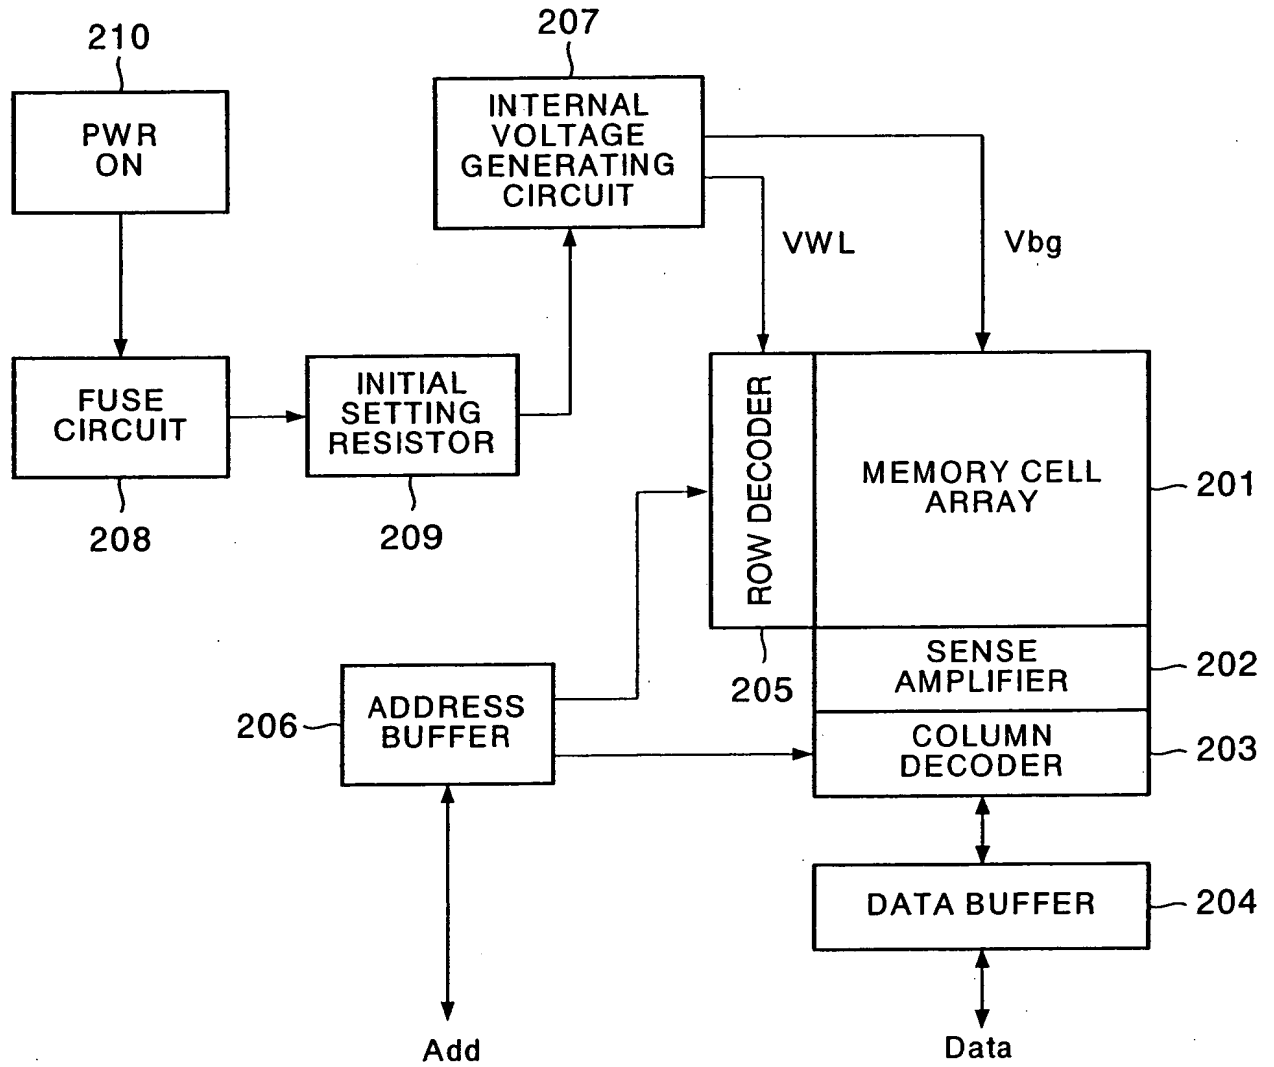 210
PWR
ON
207
INTERNAL
VOLTAGE
GENERATING
CIRCUIT
VWL
Vbg
FUSE
CIRCUIT
208
INITIAL
SETTING
RESISTOR
209
ROW DECODER
205
MEMORY CELL
ARRAY
201
SENSE
AMPLIFIER
202
206
ADDRESS
BUFFER
COLUMN
DECODER
203
DATA BUFFER
204
Add
Data